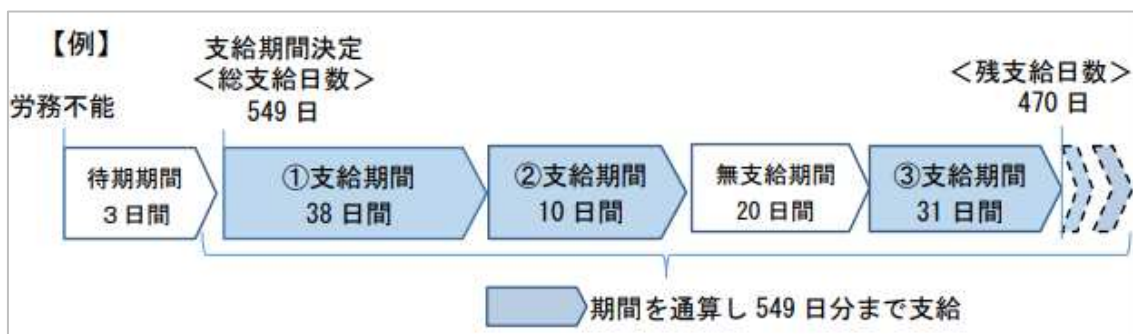 【例】
支給期間決定
＜総支給日数＞
549 日
＜残支給日数＞
470 日
労務不能
待期期間
3 日間
①支給期間
38 日間
②支給期間
10 日間
無支給期間
20 日間
③支給期間
31 日間
期間を通算し 549 日分まで支給